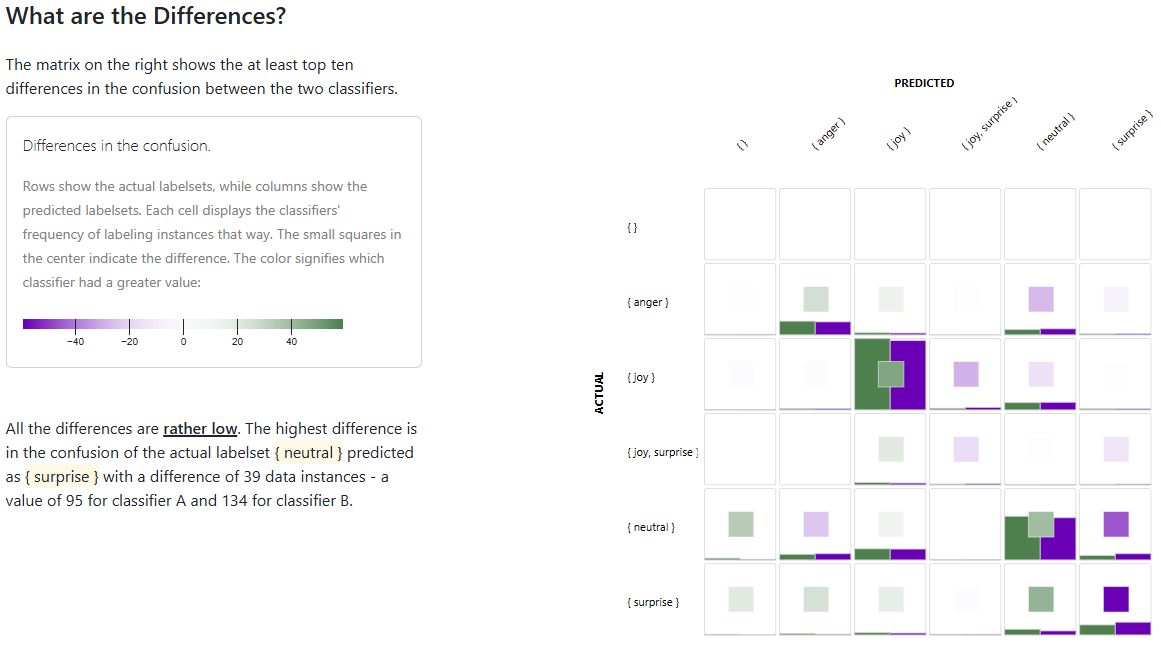 What are the Differences?
The matrix on the right shows the at least top ten
differences in the confusion between the two classifiers.
Differences in the confusion.
Rows show the actual labelsets, while columns show the
predicted labelsets. Each cell displays the classifiers'
frequency of labeling instances that way. The small squares in
the center indicate the difference. The color signifies which
classifier had a greater value:
−40 −20 0 20 40
All the differences are rather low. The highest difference is
in the confusion of the actual labelset { neutral } predicted
as { surprise } with a difference of 39 data instances - a
value of 95 for classifier A and 134 for classifier B.
PREDICTED
{ } { anger } { joy } { joy, surprise } { neutral } { surprise }
ACTUAL
{ }
{ anger }
{ joy }
{ joy, surprise }
{ neutral }
{ surprise }